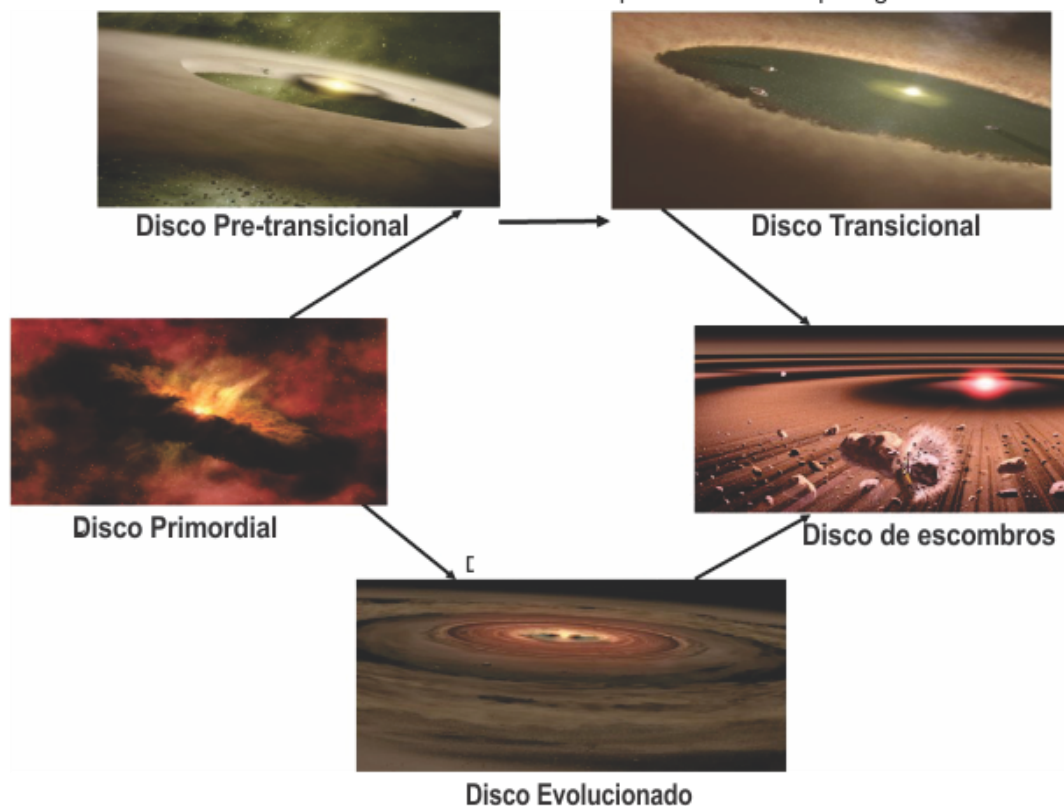 Disco Pre-transicional
Disco Transicional
Disco Primordial
Disco de escombros
Disco Evolucionado